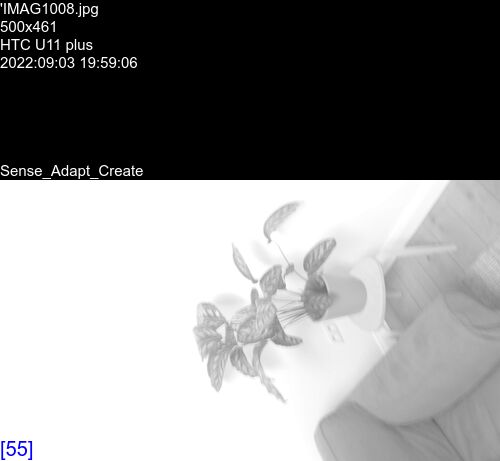 'IMAG1008.jpg
500x461
HTC U11 plus
2022:09:03 19:59:06
Sense_Adapt_Create
[55]